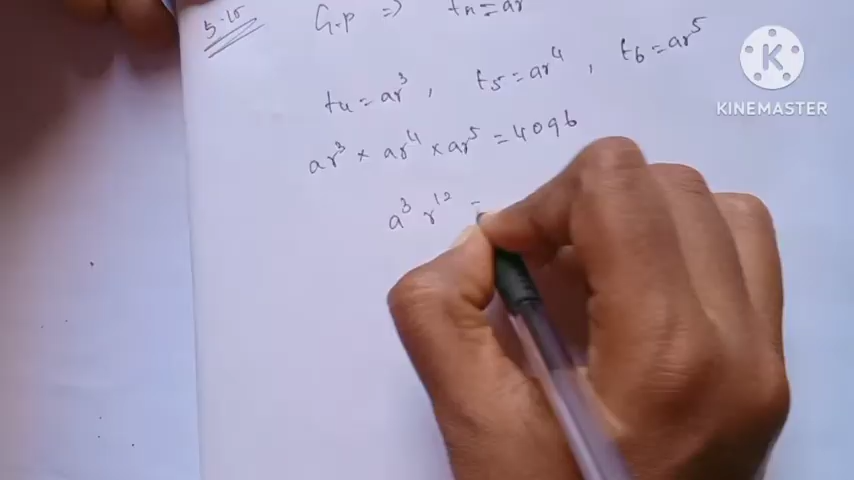 5.15 G.P ⇒ tn = ar
t4 = ar³, t5 = ar⁴, t6 = ar⁵
KINEMASTER
ar³ × ar⁴ × ar⁵ = 4096
a³ r¹² =